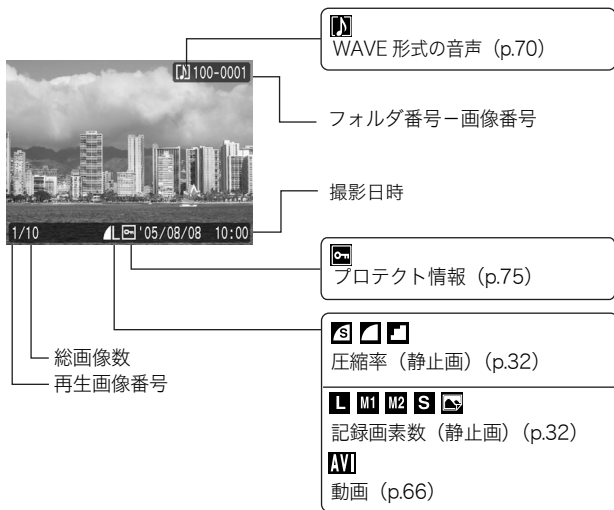 WAVE 形式の音声（p.70）
100-0001
フォルダ番号－画像番号
撮影日時
1/10 L '05/08/08 10:00
プロテクト情報（p.75）
S
圧縮率（静止画）（p.32）
総画像数
再生画像番号
L M1 M2 S
記録画素数（静止画）（p.32）
AVI
動画（p.66）